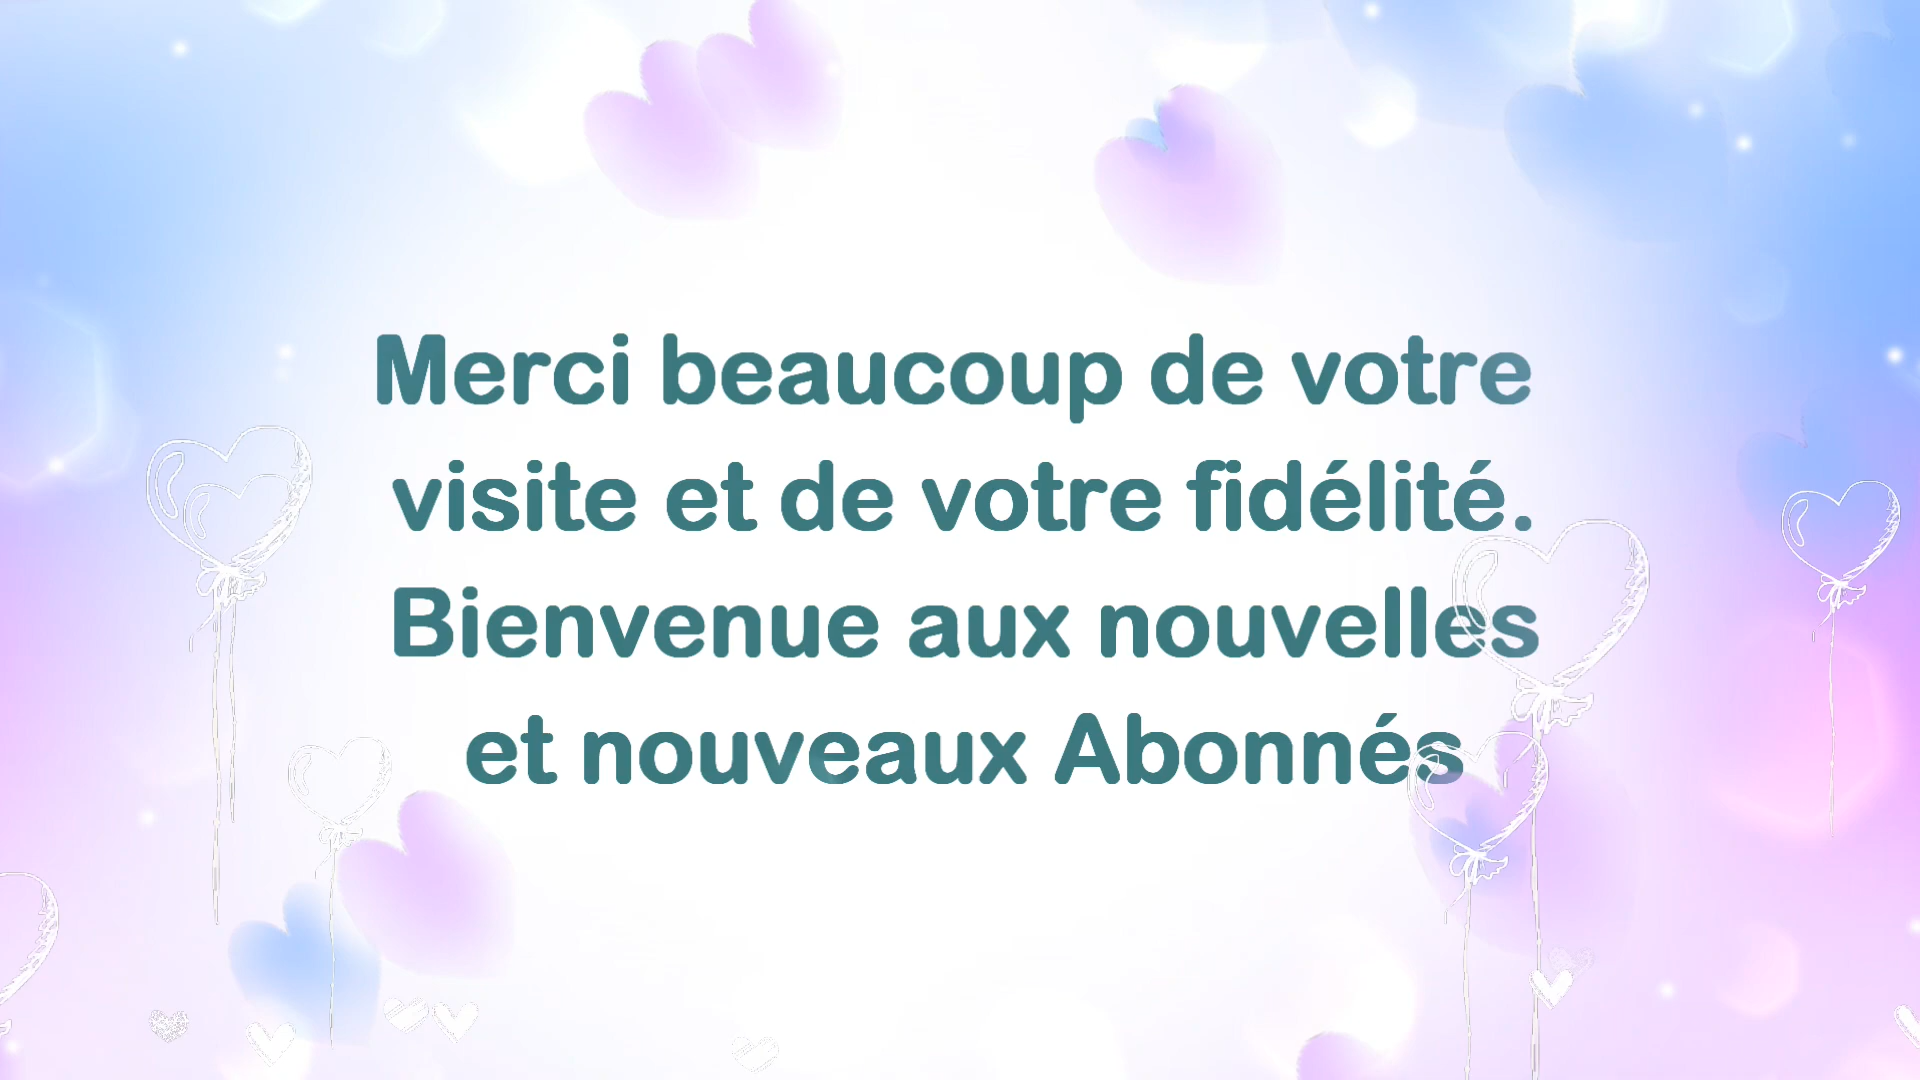 Merci beaucoup de votre
visite et de votre fidélité.
Bienvenue aux nouvelles
et nouveaux Abonnés